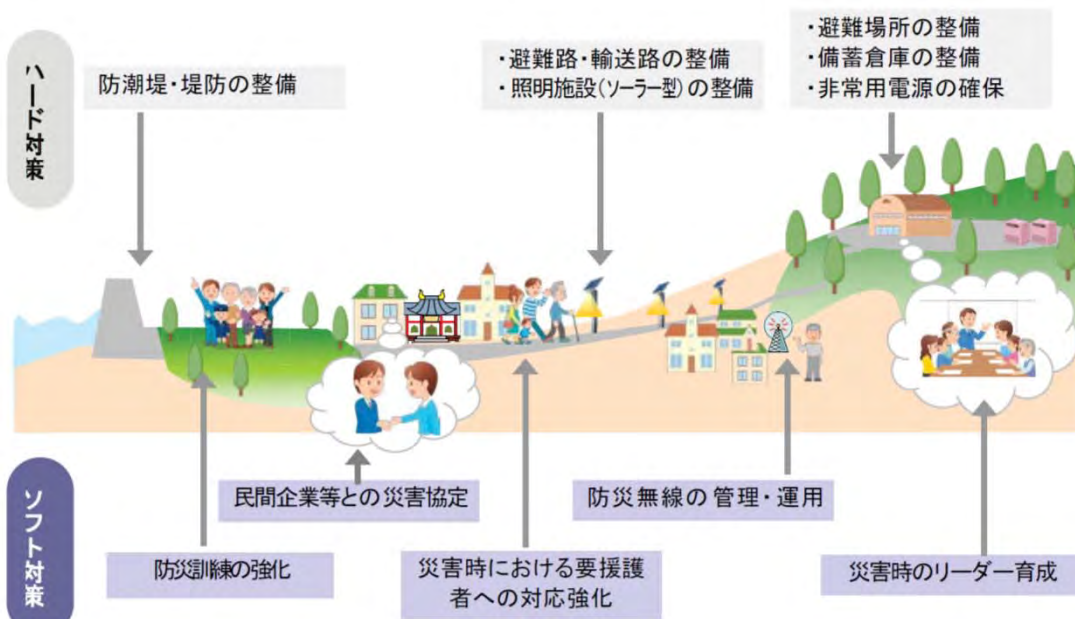 ハード対策
防潮堤・堤防の整備
・避難路・輸送路の整備
・照明施設(ソーラー型)の整備
・避難場所の整備
・備蓄倉庫の整備
・非常用電源の確保
ソフト対策
民間企業等との災害協定
防災無線の管理・運用
防災訓練の強化
災害時における要援護
者への対応強化
災害時のリーダー育成